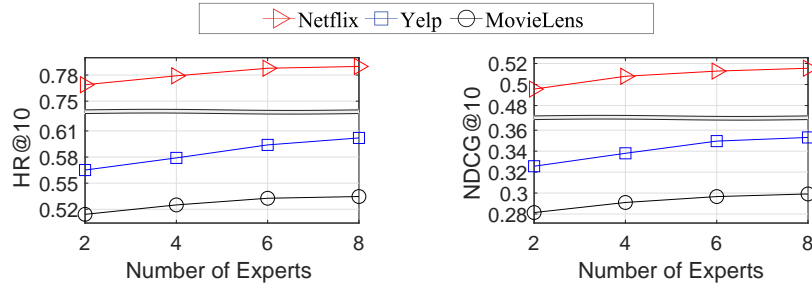 Netflix Yelp MovieLens
HR@10
0.78
0.75
0.61
0.58
0.55
0.52
2 4 6 8
Number of Experts
NDCG@10
0.52
0.5
0.48
0.36
0.34
0.32
0.3
0.28
2 4 6 8
Number of Experts